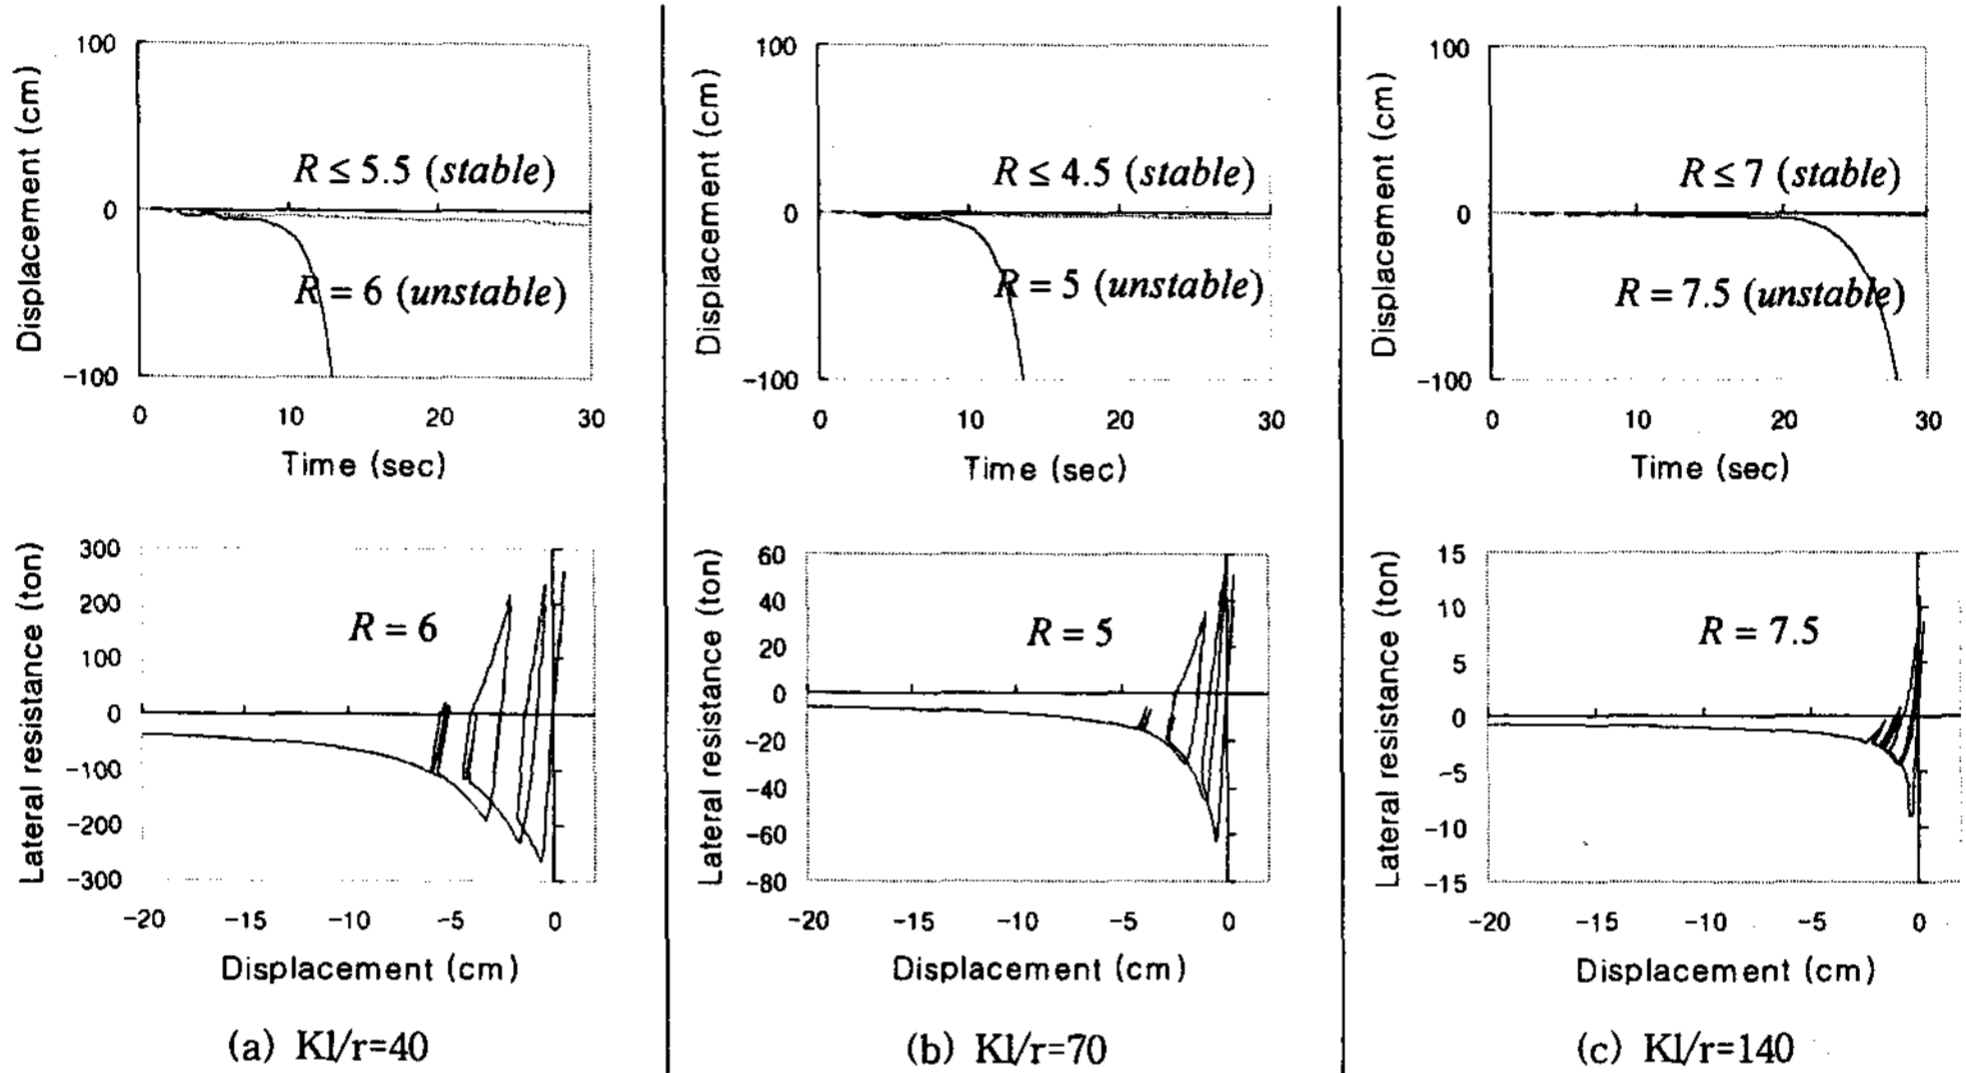 100
0
-100
Displacement (cm)
R ≤ 5.5 (stable)
R = 6 (unstable)
0 10 20 30
Time (sec)
300
200
100
0
-100
-200
-300
Lateral resistance (ton)
R = 6
-20 -15 -10 -5 0
Displacement (cm)
(a) Kl/r=40
100
0
-100
Displacement (cm)
R ≤ 4.5 (stable)
R = 5 (unstable)
0 10 20 30
Time (sec)
60
40
20
0
-20
-40
-60
-80
Lateral resistance (ton)
R = 5
-20 -15 -10 -5 0
Displacement (cm)
(b) Kl/r=70
100
0
-100
Displacement (cm)
R ≤ 7 (stable)
R = 7.5 (unstable)
0 10 20 30
Time (sec)
15
10
5
0
-5
-10
-15
Lateral resistance (ton)
R = 7.5
-20 -15 -10 -5 0
Displacement (cm)
(c) Kl/r=140